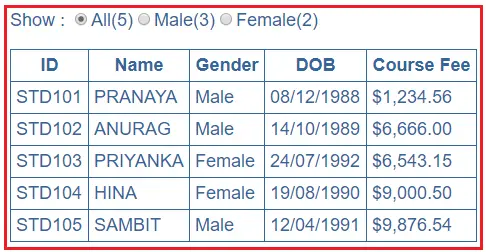 Show : All(5) Male(3) Female(2)
ID Name Gender DOB Course Fee
STD101 PRANAYA Male 08/12/1988 $1,234.56
STD102 ANURAG Male 14/10/1989 $6,666.00
STD103 PRIYANKA Female 24/07/1992 $6,543.15
STD104 HINA Female 19/08/1990 $9,000.50
STD105 SAMBIT Male 12/04/1991 $9,876.54